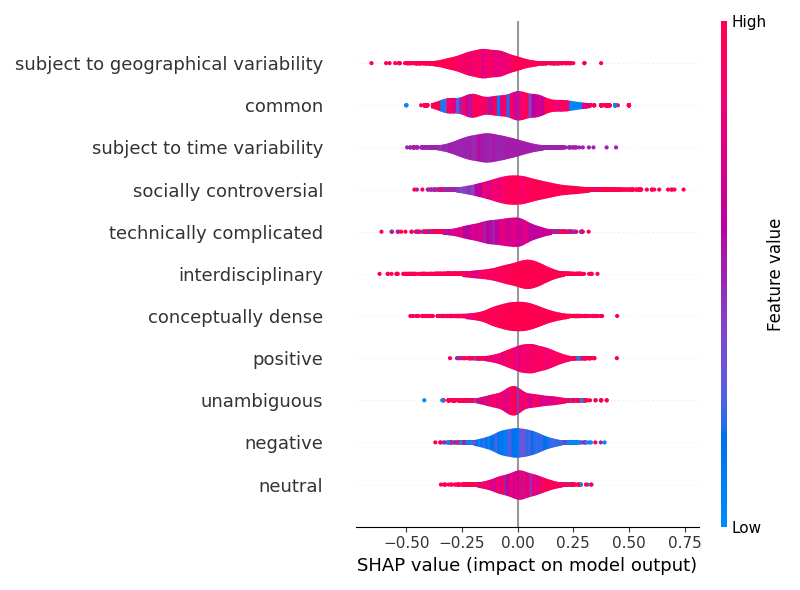 High
subject to geographical variability
common
subject to time variability
socially controversial
technically complicated
interdisciplinary
conceptually dense
positive
unambiguous
negative
neutral
Feature value
Low
−0.50 −0.25 0.00 0.25 0.50 0.75
SHAP value (impact on model output)